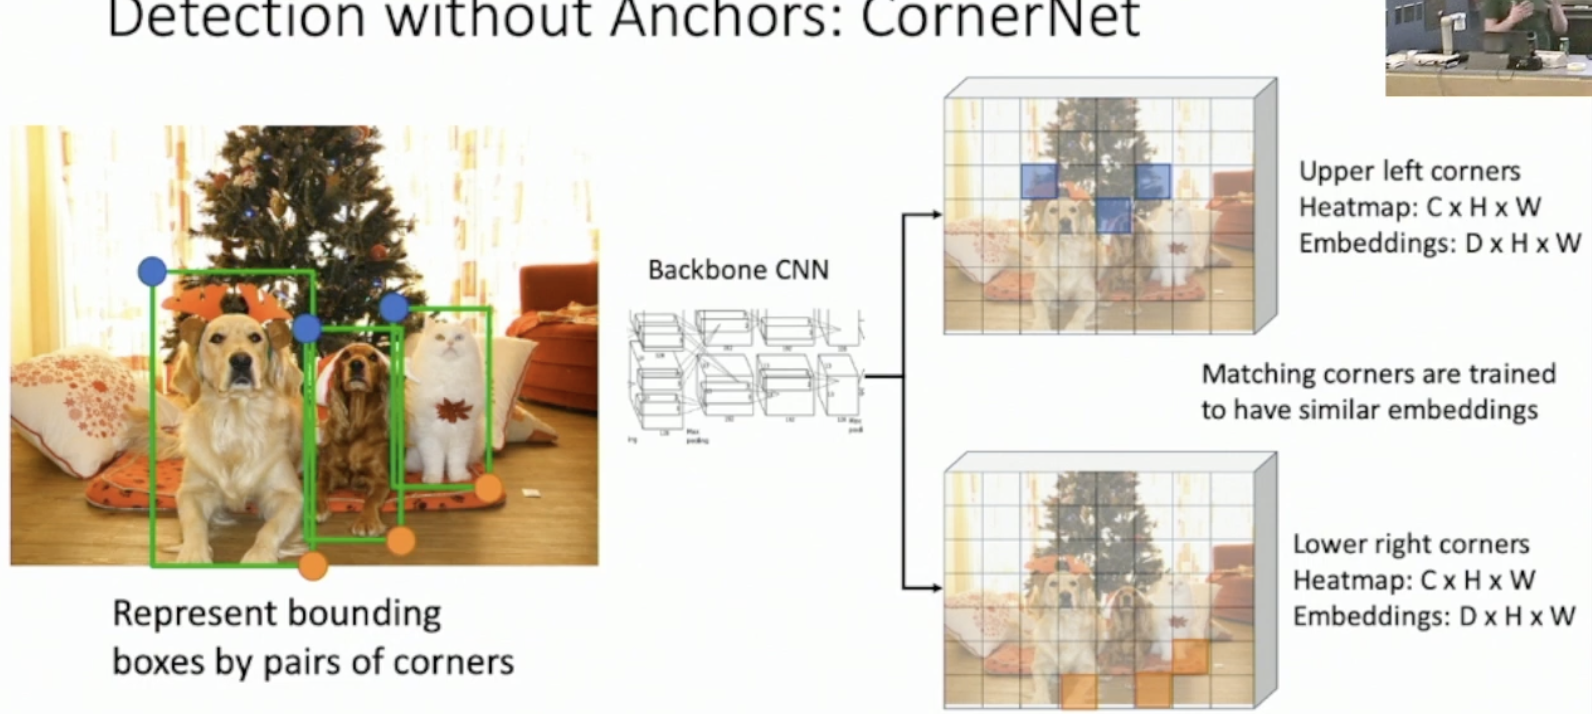 Detection without Anchors: CornerNet
Represent bounding
boxes by pairs of corners
Backbone CNN
Upper left corners
Heatmap: C x H x W
Embeddings: D x H x W
Matching corners are trained
to have similar embeddings
Lower right corners
Heatmap: C x H x W
Embeddings: D x H x W